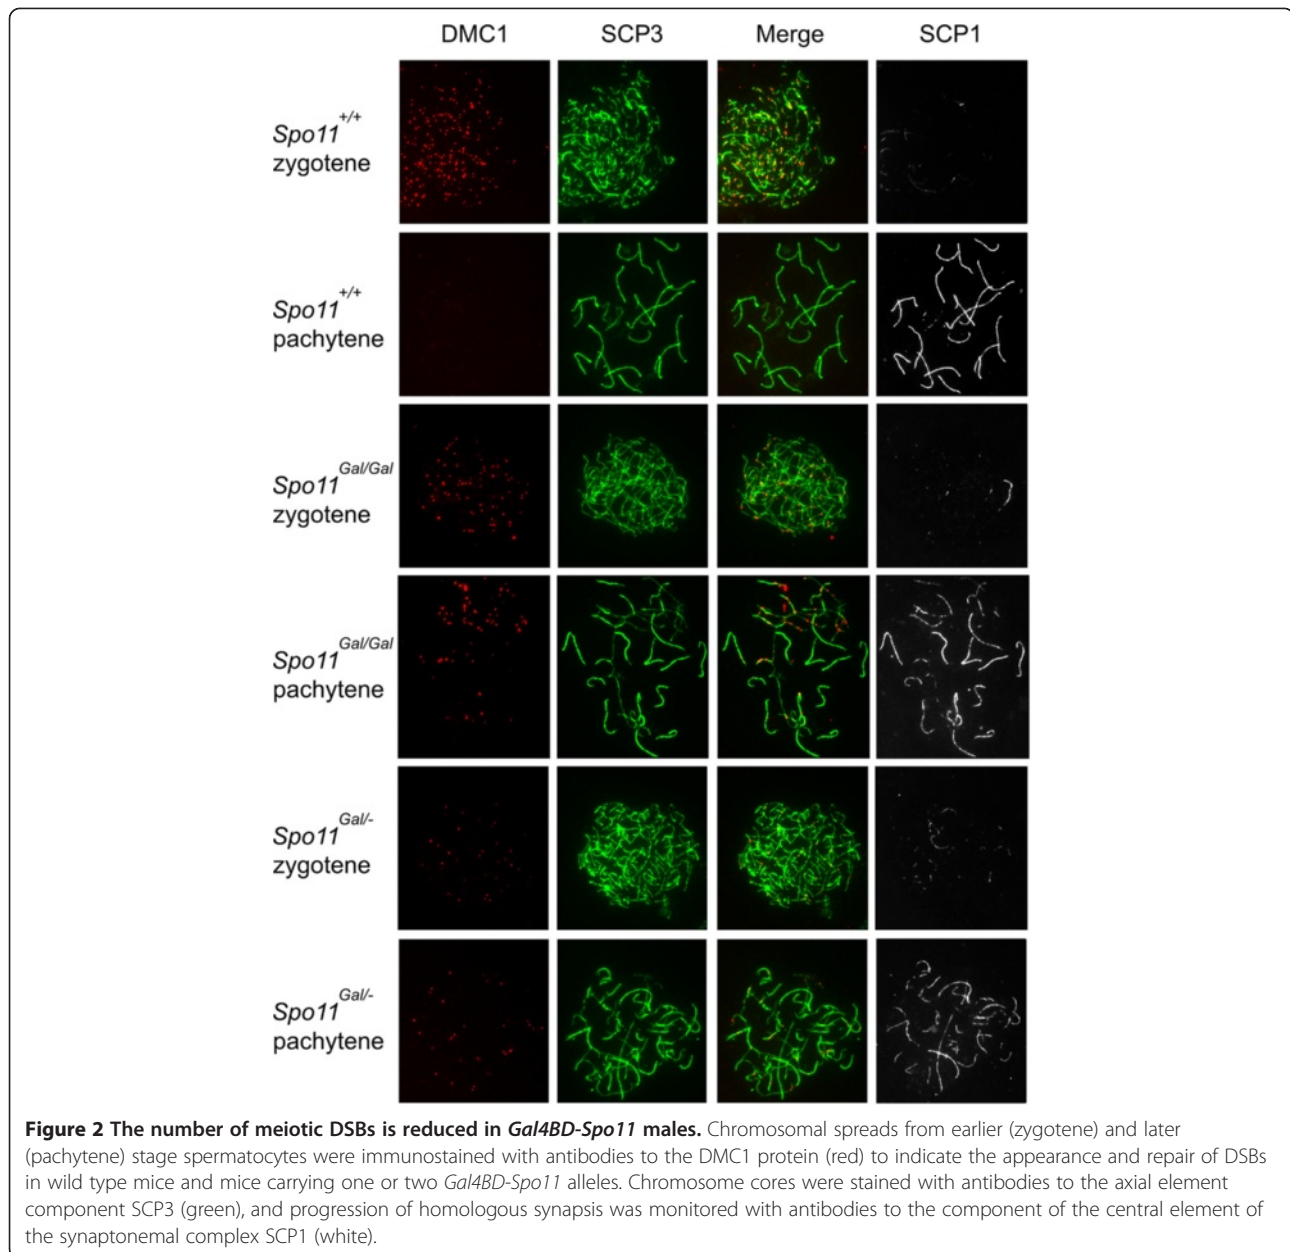 DMC1 SCP3 Merge SCP1
Spo11+/+
zygotene
Spo11+/+
pachytene
Spo11Gal/Gal
zygotene
Spo11Gal/Gal
pachytene
Spo11Gal/-
zygotene
Spo11Gal/-
pachytene
Figure 2 The number of meiotic DSBs is reduced in Gal4BD-Spo11 males. Chromosomal spreads from earlier (zygotene) and later
(pachytene) stage spermatocytes were immunostained with antibodies to the DMC1 protein (red) to indicate the appearance and repair of DSBs
in wild type mice and mice carrying one or two Gal4BD-Spo11 alleles. Chromosome cores were stained with antibodies to the axial element
component SCP3 (green), and progression of homologous synapsis was monitored with antibodies to the component of the central element of
the synaptonemal complex SCP1 (white).